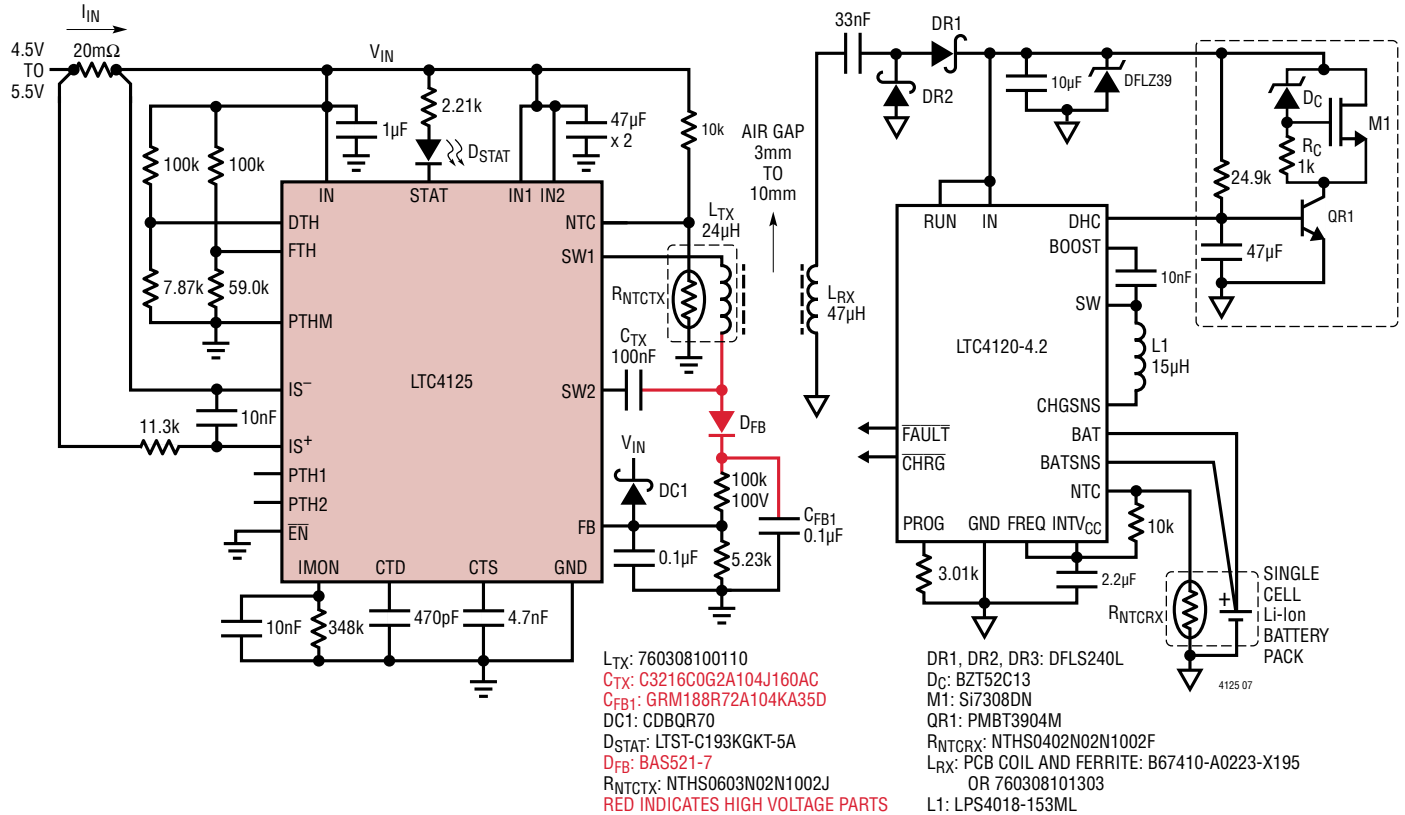 I_IN
4.5V
TO
5.5V
20mΩ
V_IN
1µF
2.21k
D_STAT
47µF
x 2
10k
100k
100k
7.87k
59.0k
IN
STAT
IN1 IN2
DTH
FTH
PTHM
IS–
IS+
PTH1
PTH2
EN
NTC
SW1
SW2
FB
IMON
CTD
CTS
GND
LTC4125
10nF
11.3k
10nF
348k
470pF
4.7nF
L_TX
24µH
R_NTCTX
C_TX
100nF
D_FB
V_IN
DC1
100k
100V
C_FB1
0.1µF
0.1µF
5.23k
AIR GAP
3mm
TO
10mm
33nF
DR1
DR2
L_RX
47µH
10µF
DFLZ39
D_C
R_C
1k
M1
24.9k
QR1
47µF
RUN
IN
DHC
BOOST
SW
CHGSNS
BAT
BATSNS
NTC
FAULT
CHRG
PROG
GND
FREQ
INTV_CC
LTC4120-4.2
10nF
L1
15µH
10k
3.01k
2.2µF
R_NTCRX
+
SINGLE
CELL
Li-Ion
BATTERY
PACK
4125 07
L_TX: 760308100110
C_TX: C3216C0G2A104J160AC
C_FB1: GRM188R72A104KA35D
DC1: CDBQR70
D_STAT: LTST-C193KGKT-5A
D_FB: BAS521-7
R_NTCTX: NTHS0603N02N1002J
RED INDICATES HIGH VOLTAGE PARTS
DR1, DR2, DR3: DFLS240L
D_C: BZT52C13
M1: Si7308DN
QR1: PMBT3904M
R_NTCRX: NTHS0402N02N1002F
L_RX: PCB COIL AND FERRITE: B67410-A0223-X195
OR 760308101303
L1: LPS4018-153ML